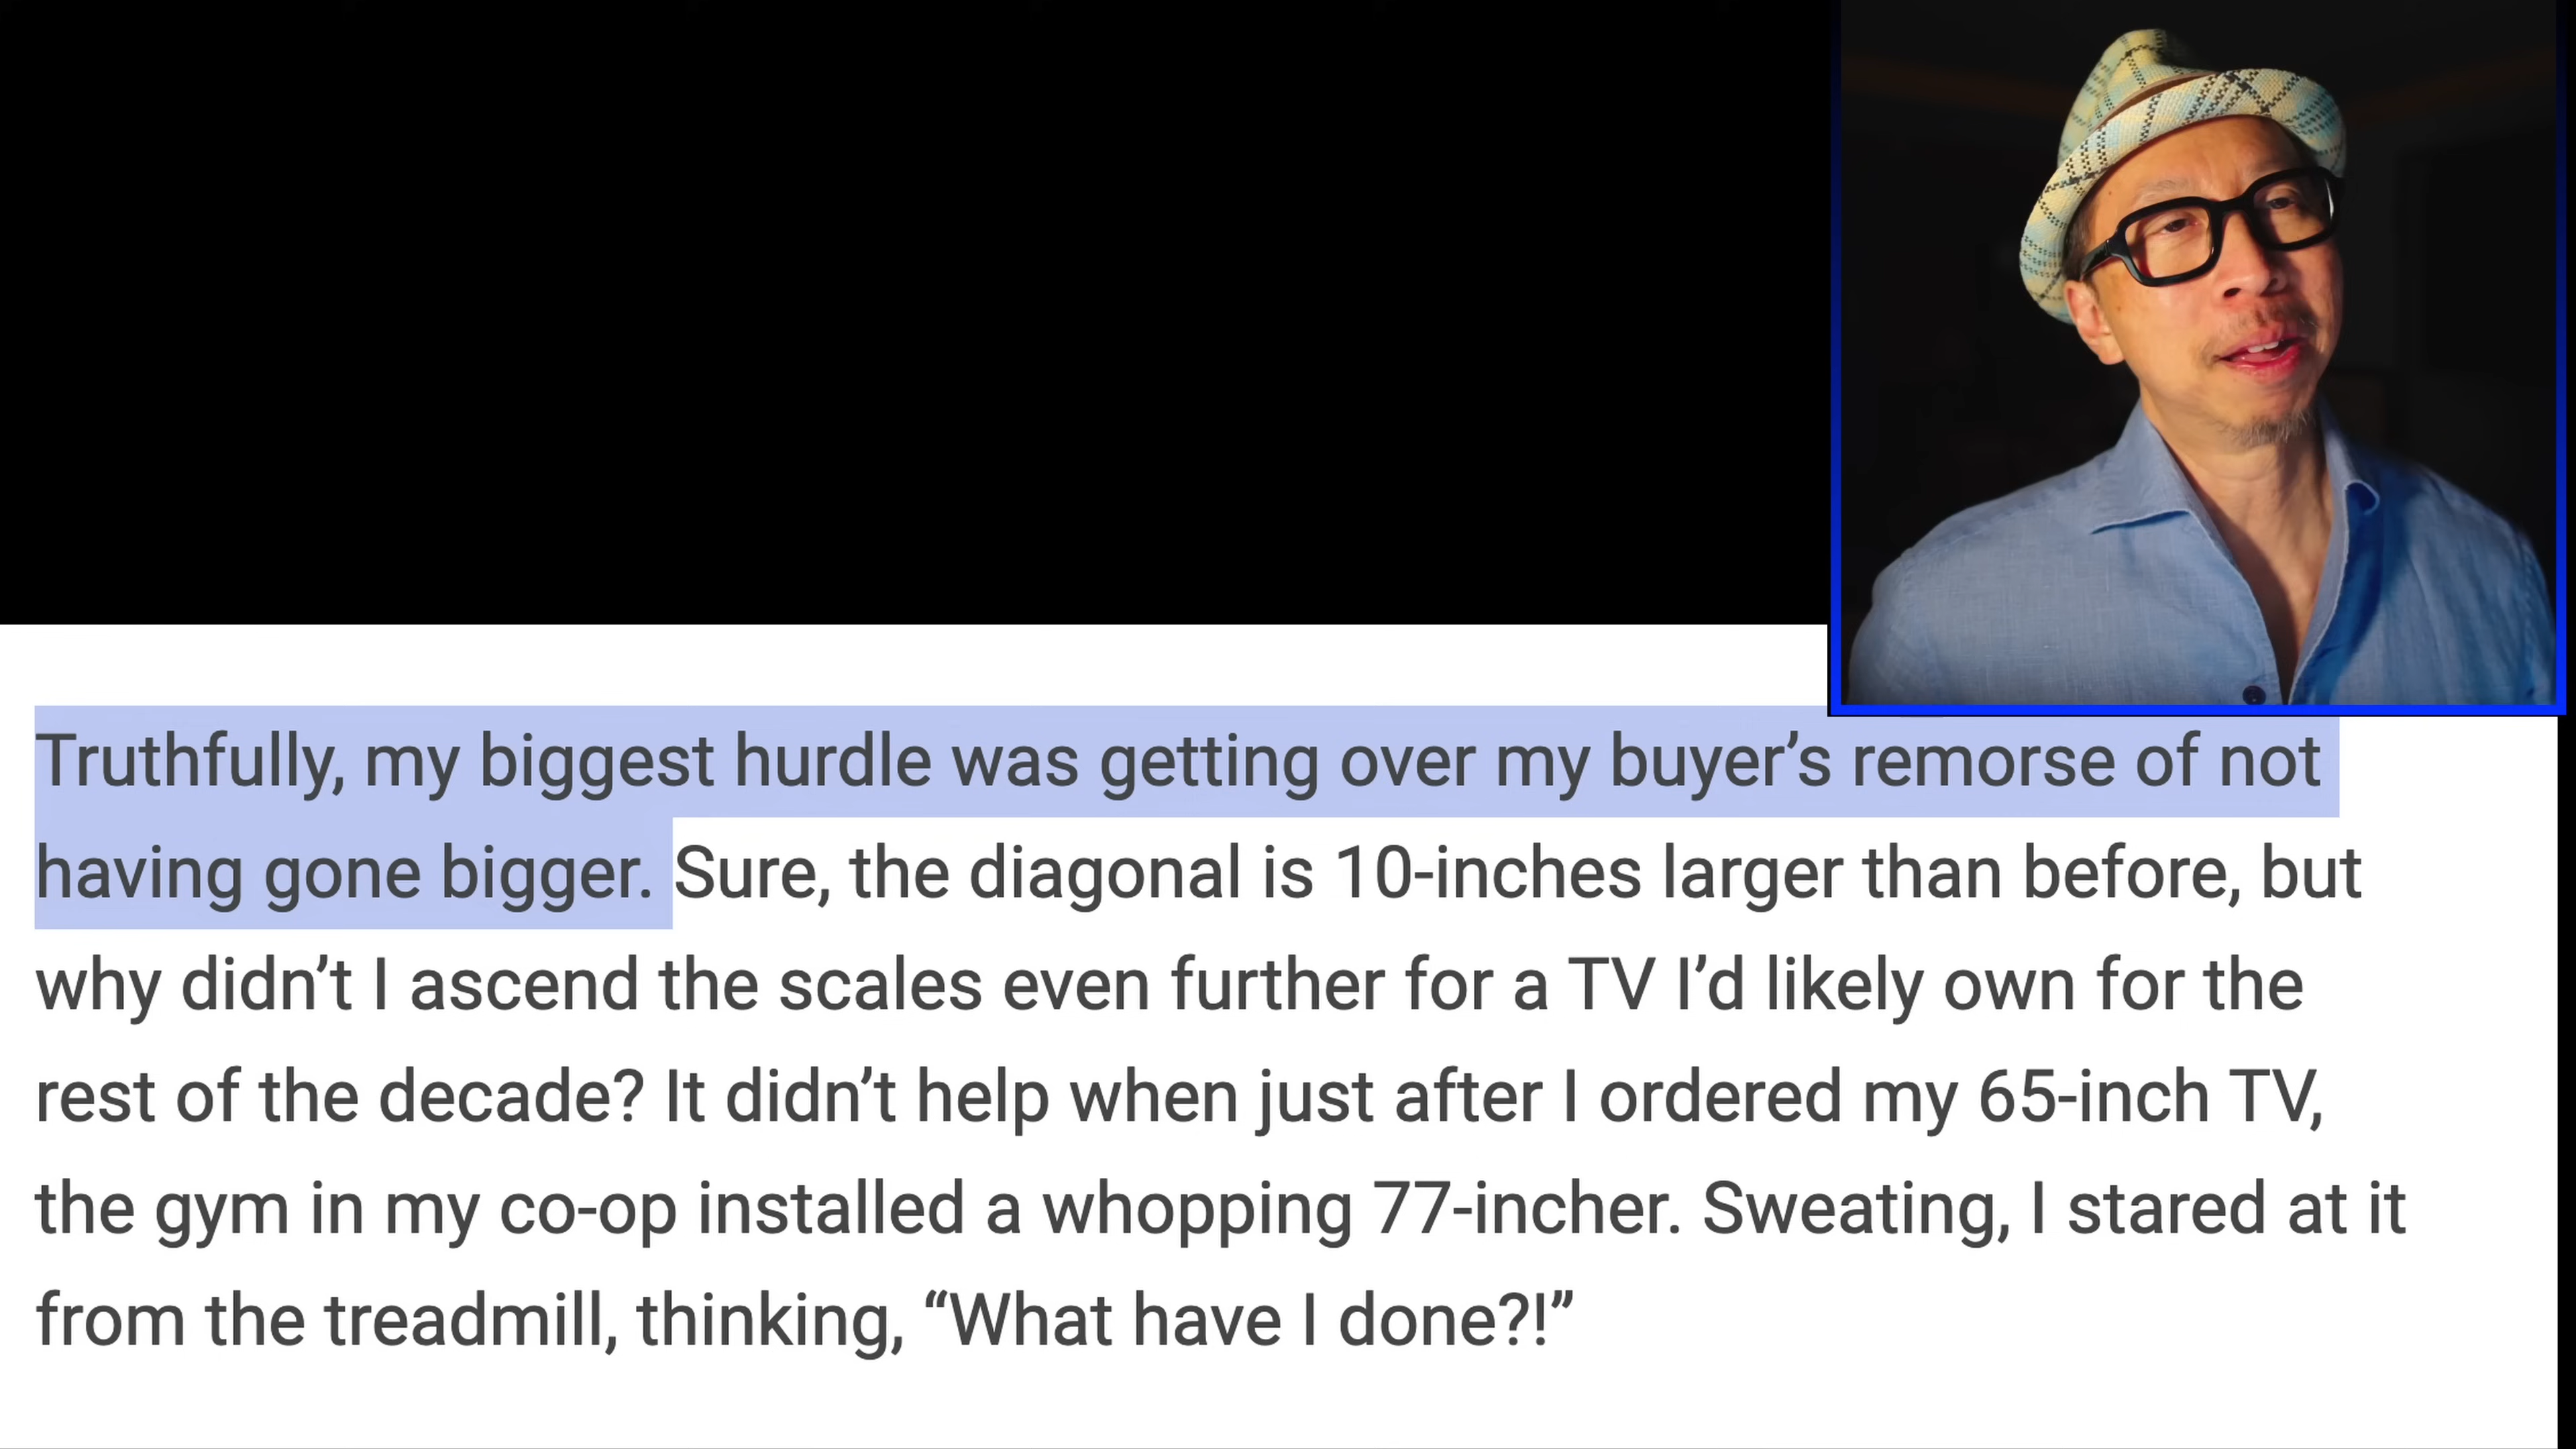 Truthfully, my biggest hurdle was getting over my buyer’s remorse of not
having gone bigger. Sure, the diagonal is 10-inches larger than before, but
why didn’t I ascend the scales even further for a TV I’d likely own for the
rest of the decade? It didn’t help when just after I ordered my 65-inch TV,
the gym in my co-op installed a whopping 77-incher. Sweating, I stared at it
from the treadmill, thinking, “What have I done?!”